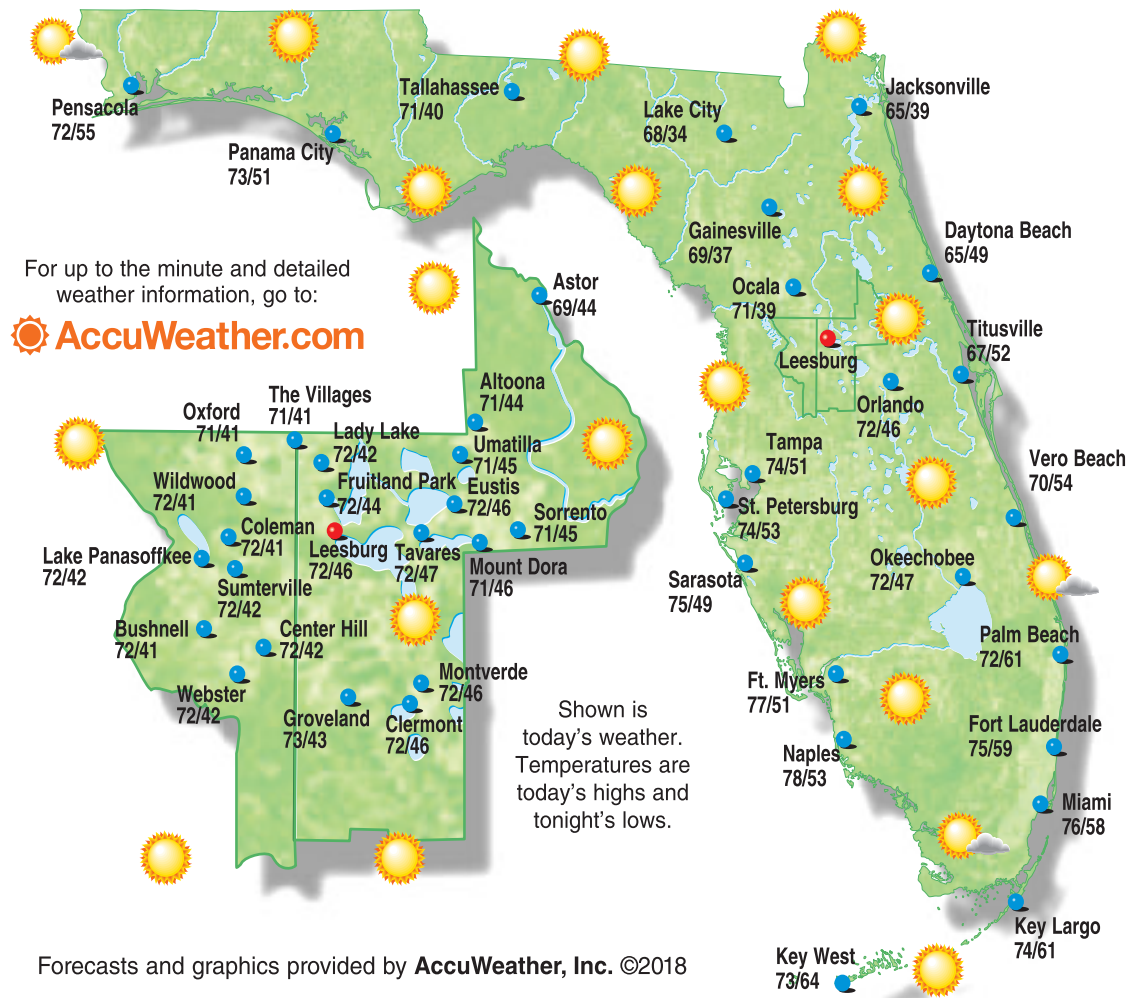 Pensacola
72/55
Panama City
73/51
Tallahassee
71/40
Lake City
68/34
Jacksonville
65/39
Gainesville
69/37
Daytona Beach
65/49
Ocala
71/39
Titusville
67/52
Leesburg
Orlando
72/46
Tampa
74/51
St. Petersburg
74/53
Vero Beach
70/54
Sarasota
75/49
Okeechobee
72/47
Palm Beach
72/61
Ft. Myers
77/51
Fort Lauderdale
75/59
Naples
78/53
Miami
76/58
Key Largo
74/61
Key West
73/64
For up to the minute and detailed
weather information, go to:
AccuWeather.com
Astor
69/44
Altoona
71/44
The Villages
71/41
Oxford
71/41
Lady Lake
72/42
Umatilla
71/45
Wildwood
72/41
Fruitland Park
72/44
Eustis
72/46
Coleman
72/41
Sorrento
71/45
Lake Panasoffkee
72/42
Leesburg
72/46
Tavares
72/47
Mount Dora
71/46
Sumterville
72/42
Bushnell
72/41
Center Hill
72/42
Webster
72/42
Montverde
72/46
Groveland
73/43
Clermont
72/46
Shown is
today's weather.
Temperatures are
today's highs and
tonight's lows.
Forecasts and graphics provided by AccuWeather, Inc. ©2018